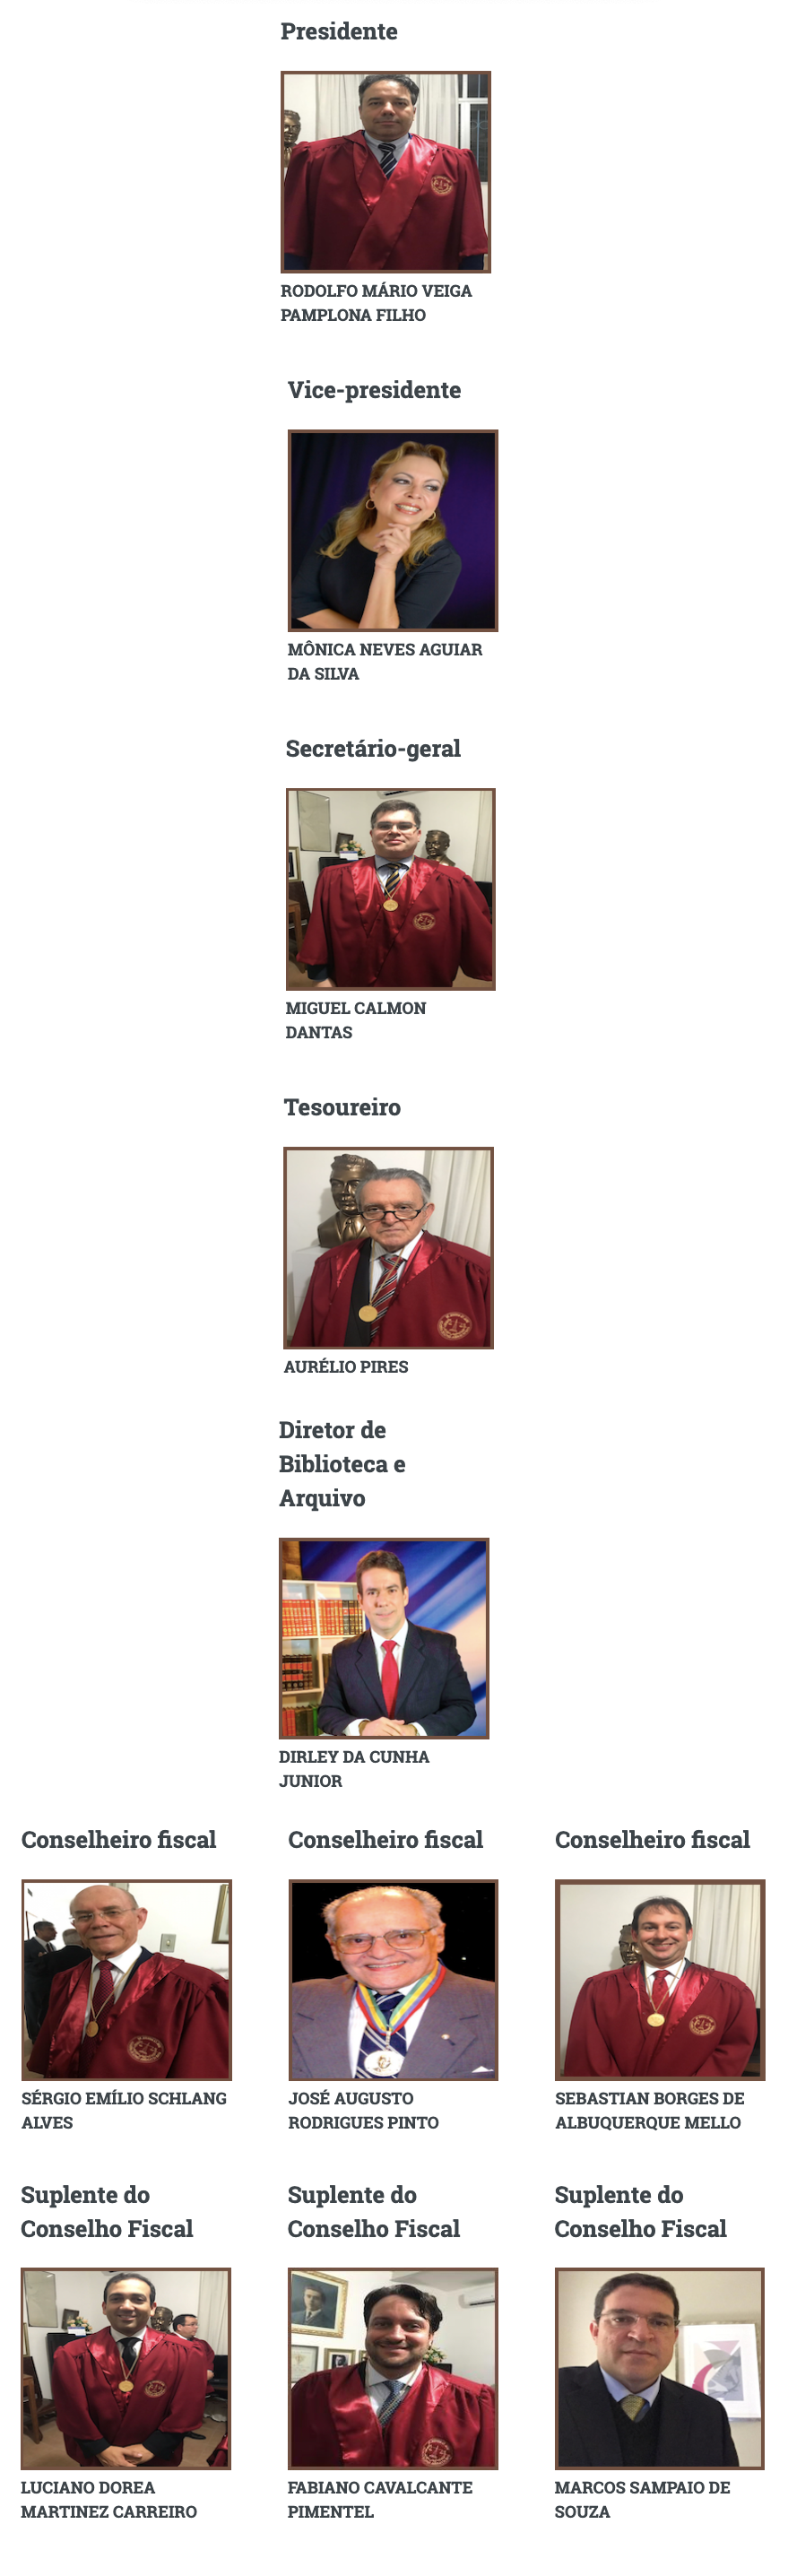 Presidente
RODOLFO MÁRIO VEIGA
PAMPLONA FILHO
Vice-presidente
MÔNICA NEVES AGUIAR
DA SILVA
Secretário-geral
MIGUEL CALMON
DANTAS
Tesoureiro
AURÉLIO PIRES
Diretor de
Biblioteca e
Arquivo
DIRLEY DA CUNHA
JUNIOR
Conselheiro fiscal
SÉRGIO EMÍLIO SCHLANG
ALVES
Conselheiro fiscal
JOSÉ AUGUSTO
RODRIGUES PINTO
Conselheiro fiscal
SEBASTIAN BORGES DE
ALBUQUERQUE MELLO
Suplente do
Conselho Fiscal
LUCIANO DOREA
MARTINEZ CARREIRO
Suplente do
Conselho Fiscal
FABIANO CAVALCANTE
PIMENTEL
Suplente do
Conselho Fiscal
MARCOS SAMPAIO DE
SOUZA